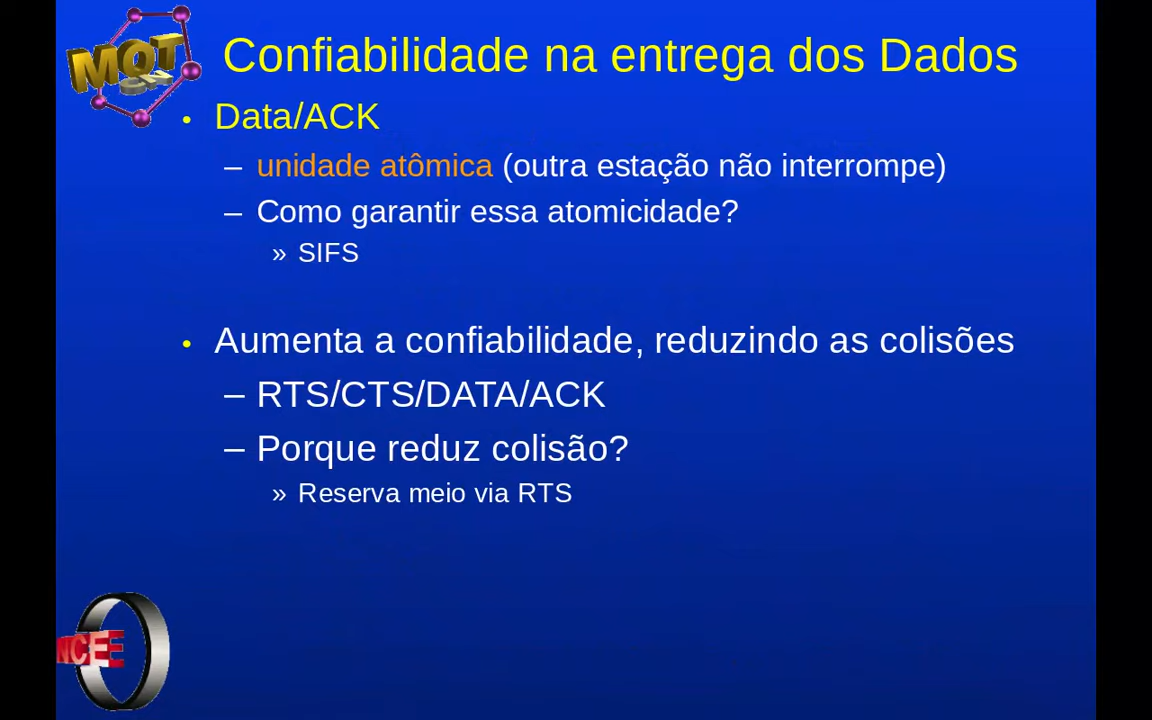 MQT
Confiabilidade na entrega dos Dados
• Data/ACK
– unidade atômica (outra estação não interrompe)
– Como garantir essa atomicidade?
» SIFS
• Aumenta a confiabilidade, reduzindo as colisões
– RTS/CTS/DATA/ACK
– Porque reduz colisão?
» Reserva meio via RTS
NCEE